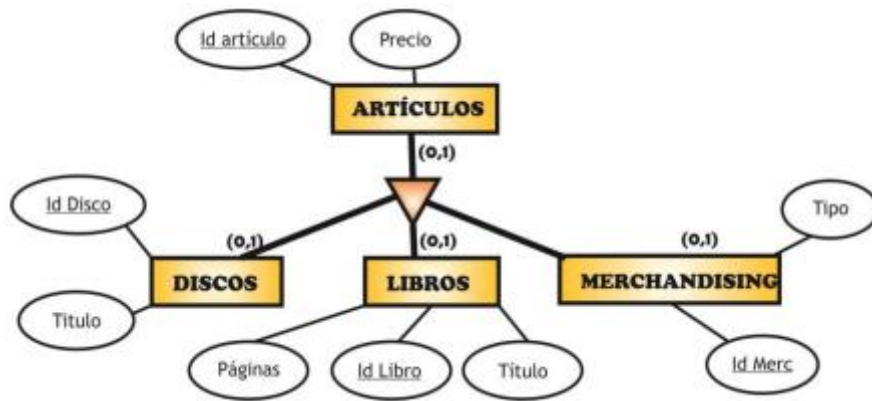 Id artículo
Precio
ARTÍCULOS
(0,1)
Id Disco
Tipo
(0,1)
(0,1)
(0,1)
DISCOS
LIBROS
MERCHANDISING
Titulo
Páginas
Id Libro
Título
Id Merc